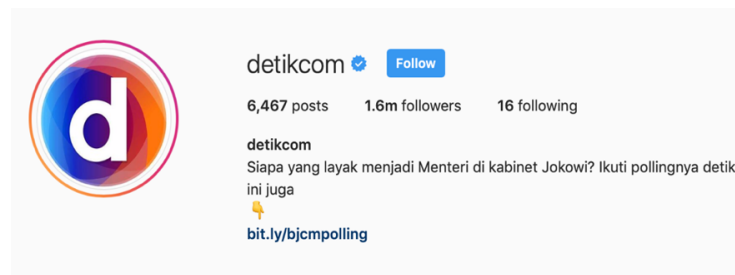 d
detikcom Follow
6,467 posts 1.6m followers 16 following
detikcom
Siapa yang layak menjadi Menteri di kabinet Jokowi? Ikuti pollingnya detik
ini juga
👇
bit.ly/bjcmpolling